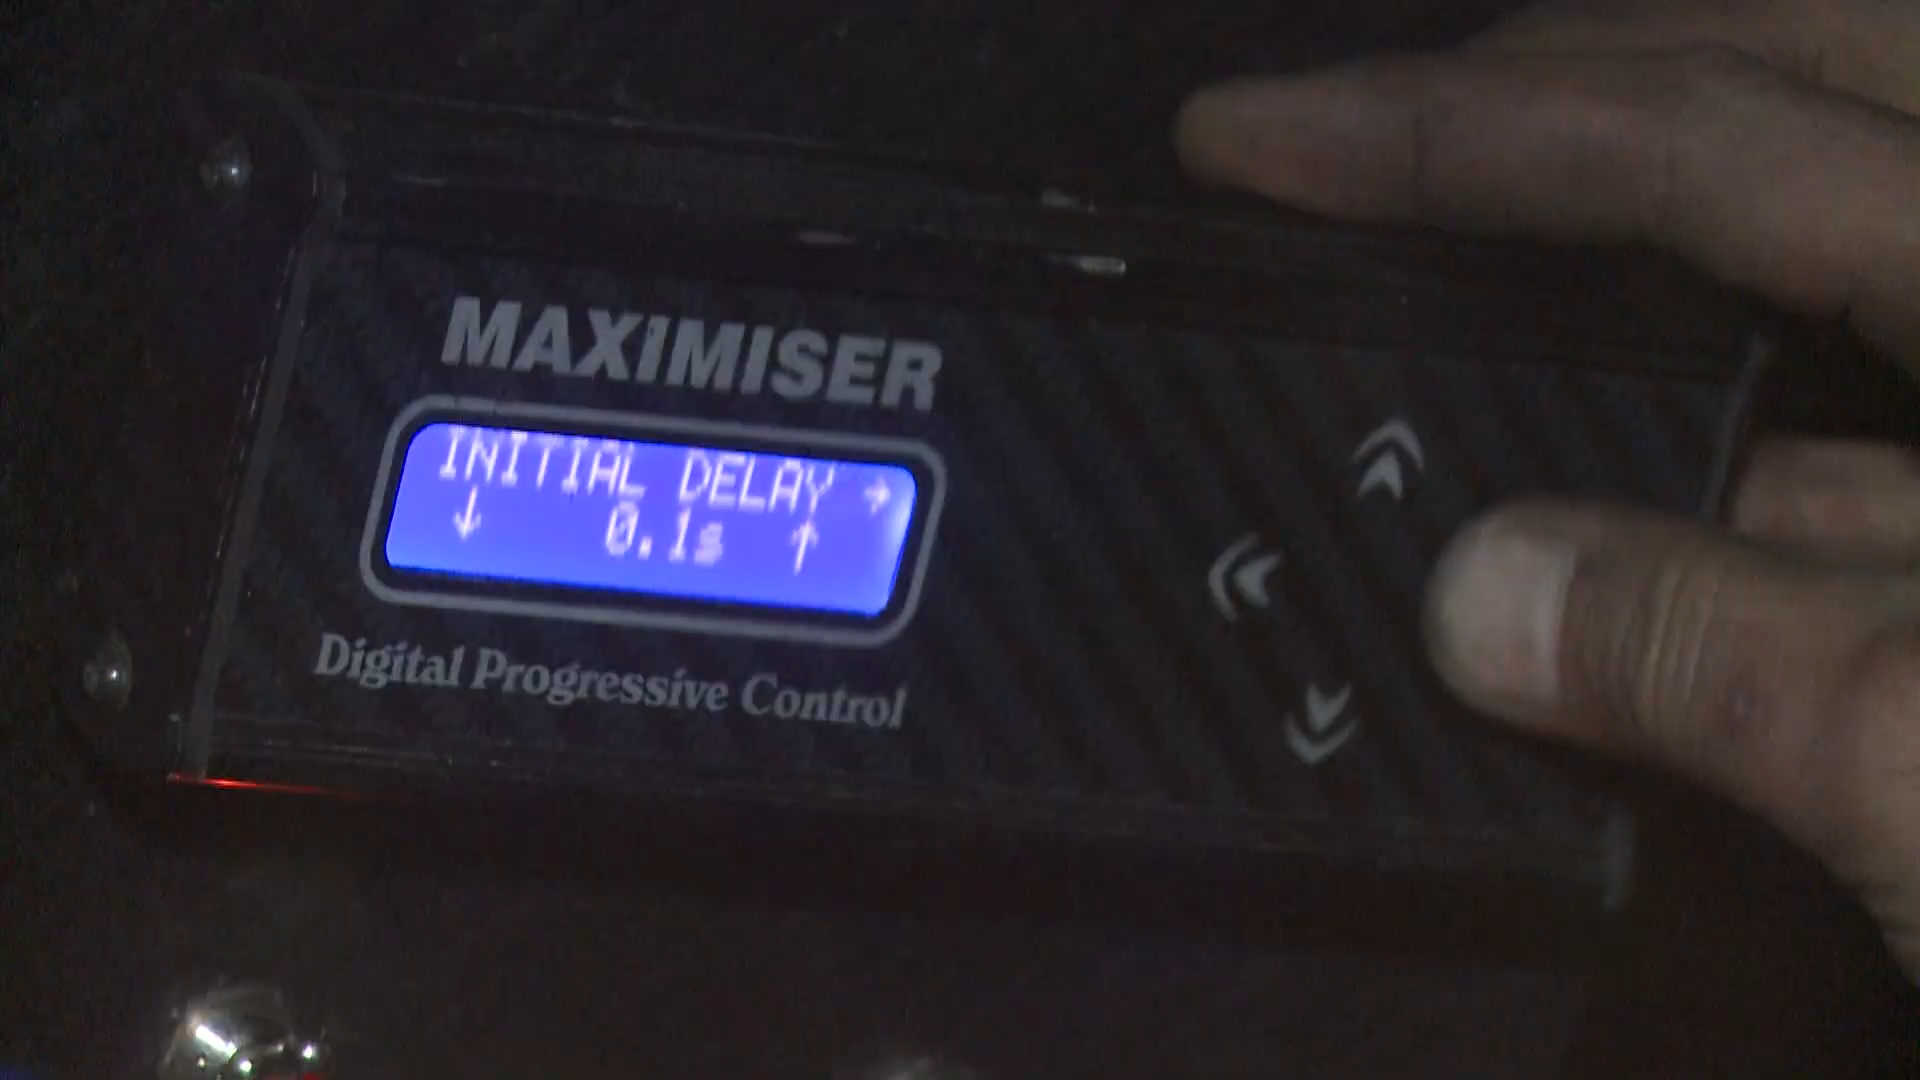 MAXIMISER
INITIAL DELAY →
↓ 0.1s ↑
Digital Progressive Control